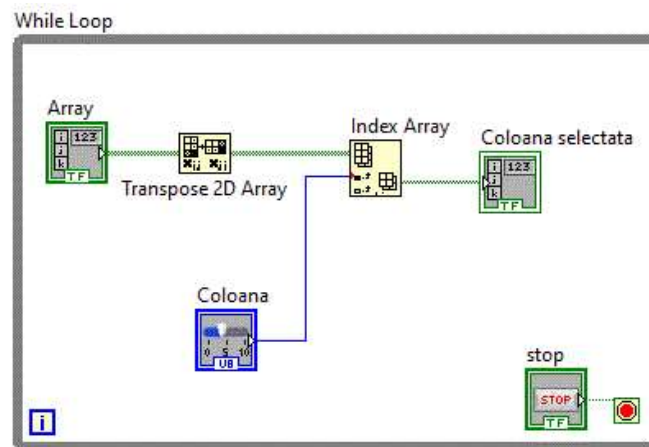 While Loop
Array
123
TF
Transpose 2D Array
Index Array
Coloana selectata
123
TF
Coloana
0 5 10
U8
stop
STOP
TF
i